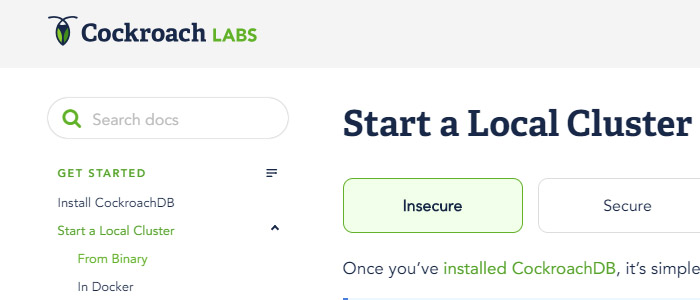 Cockroach LABS
Search docs
GET STARTED
Install CockroachDB
Start a Local Cluster
From Binary
In Docker
Start a Local Cluster
Insecure
Secure
Once you’ve installed CockroachDB, it’s simple